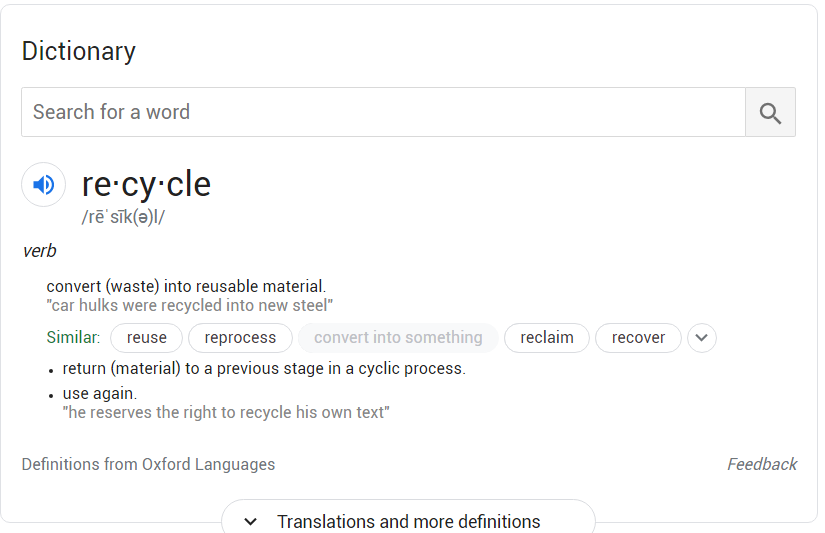 Dictionary
Search for a word
re·cy·cle
/rēˈsīk(ə)l/
verb
convert (waste) into reusable material.
"car hulks were recycled into new steel"
Similar: reuse reprocess convert into something reclaim recover
• return (material) to a previous stage in a cyclic process.
• use again.
"he reserves the right to recycle his own text"
Definitions from Oxford Languages Feedback
Translations and more definitions